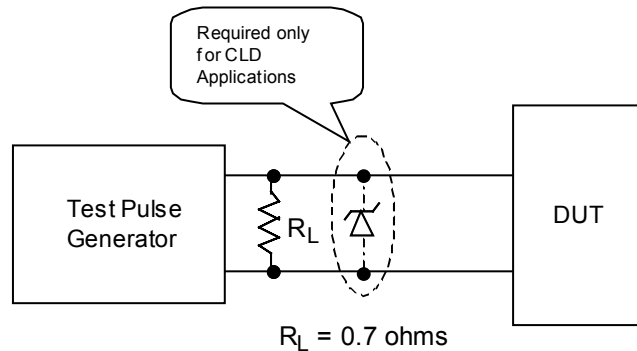 Required only
for CLD
Applications
Test Pulse
Generator
RL
DUT
RL = 0.7 ohms